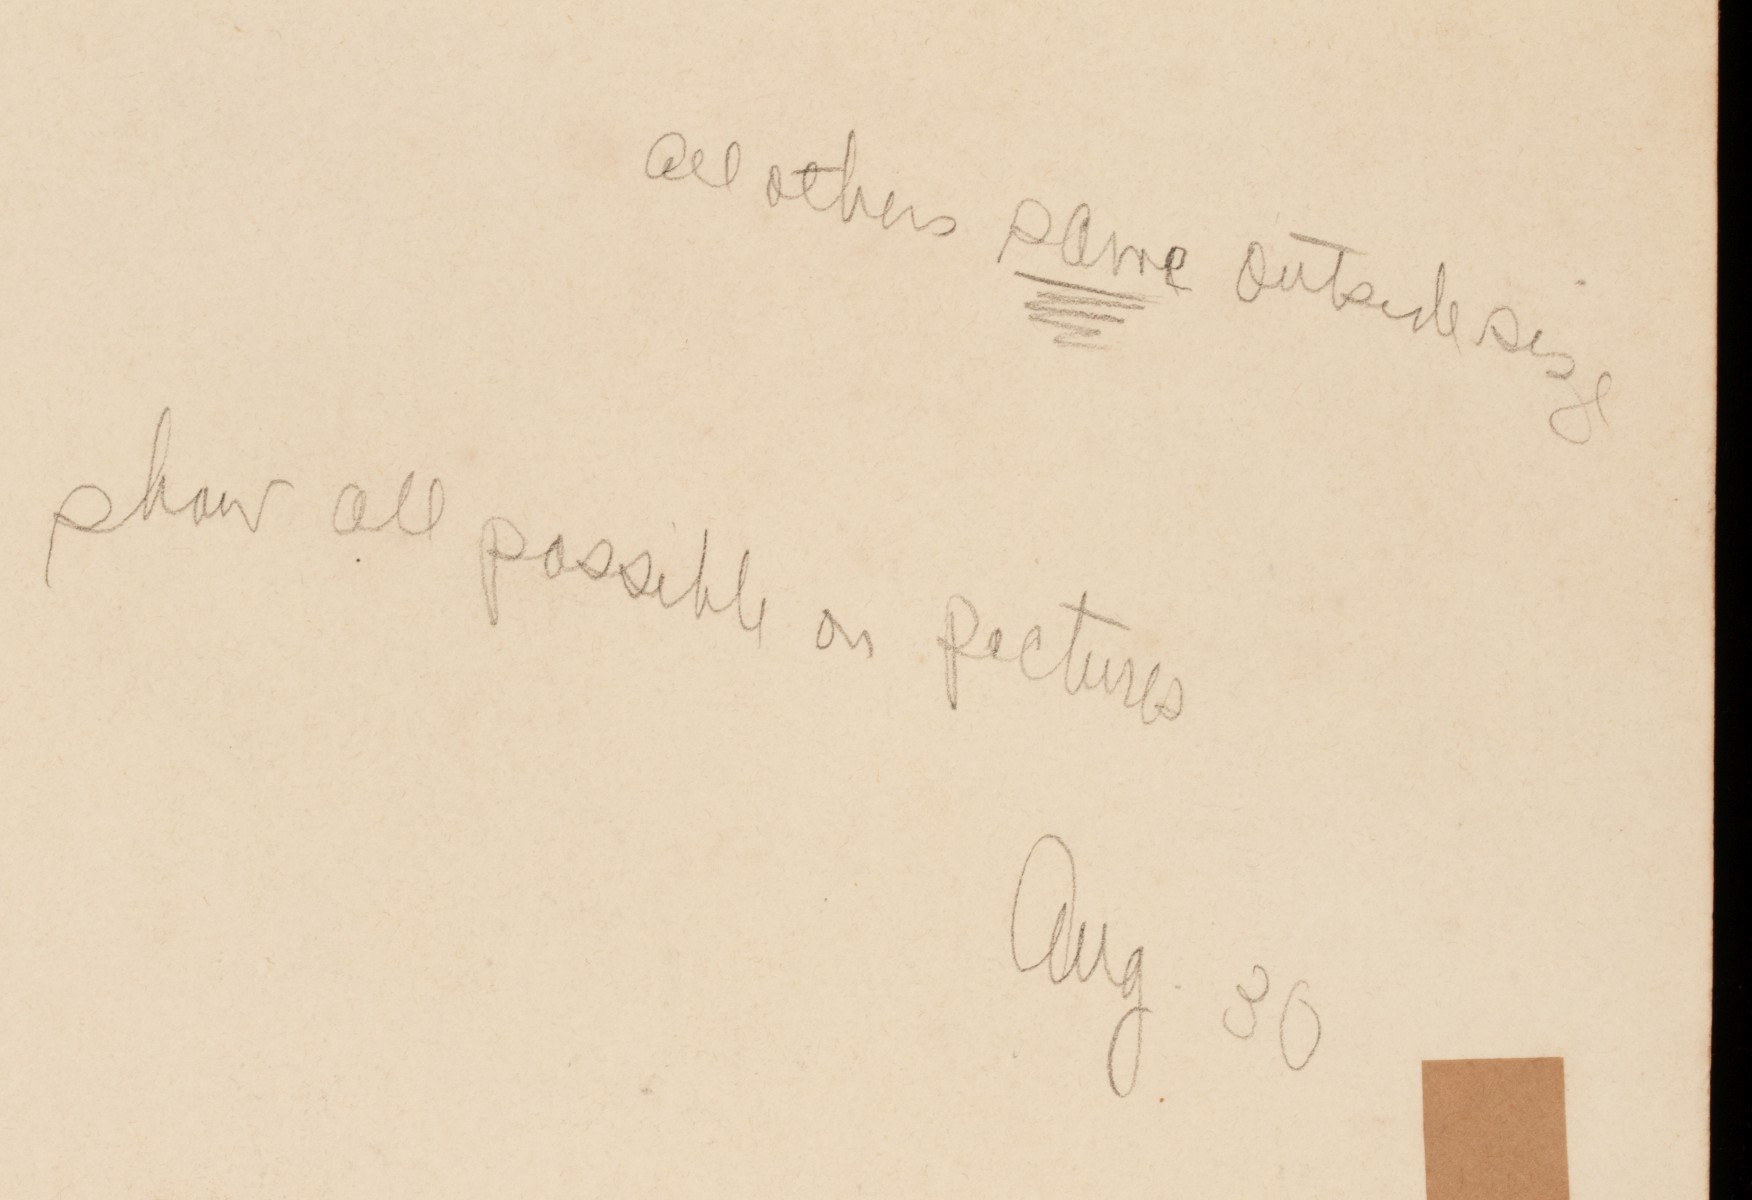 all others same outside size
show all possible on pictures
Aug. 30